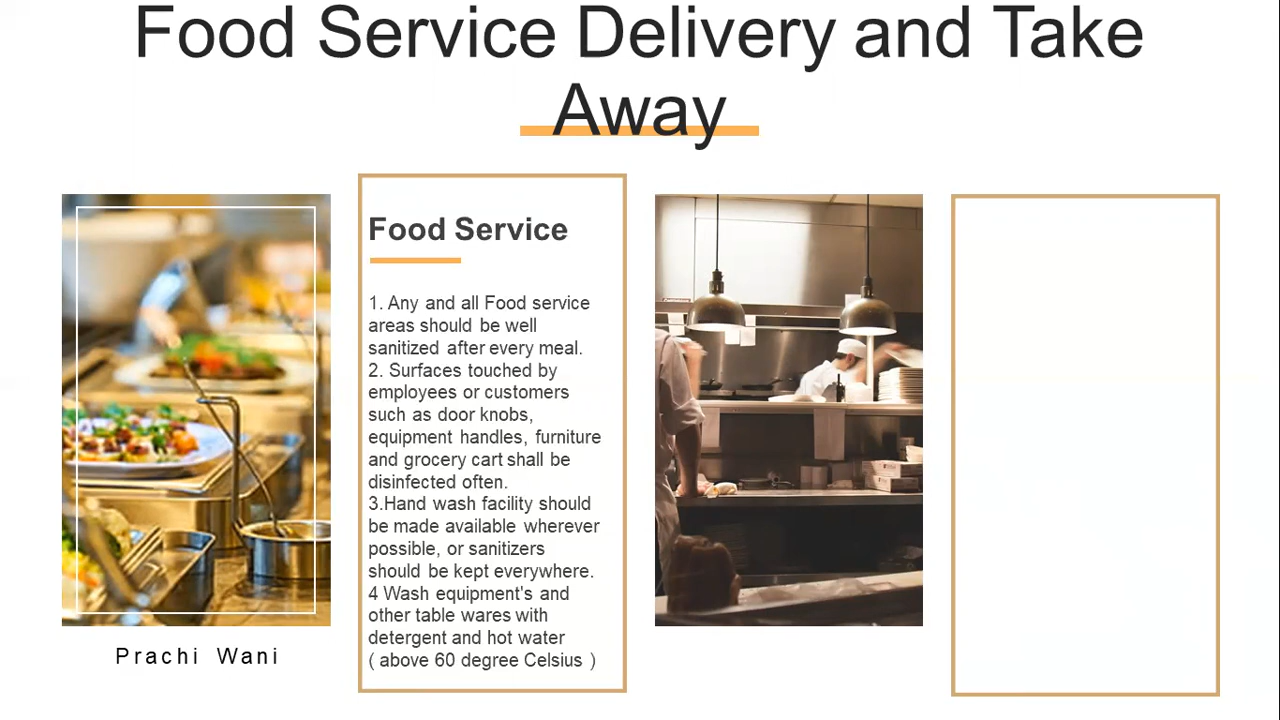 Food Service Delivery and Take
Away
Food Service
1. Any and all Food service
areas should be well
sanitized after every meal.
2. Surfaces touched by
employees or customers
such as door knobs,
equipment handles, furniture
and grocery cart shall be
disinfected often.
3.Hand wash facility should
be made available wherever
possible, or sanitizers
should be kept everywhere.
4 Wash equipment's and
other table wares with
detergent and hot water
( above 60 degree Celsius )
Prachi Wani